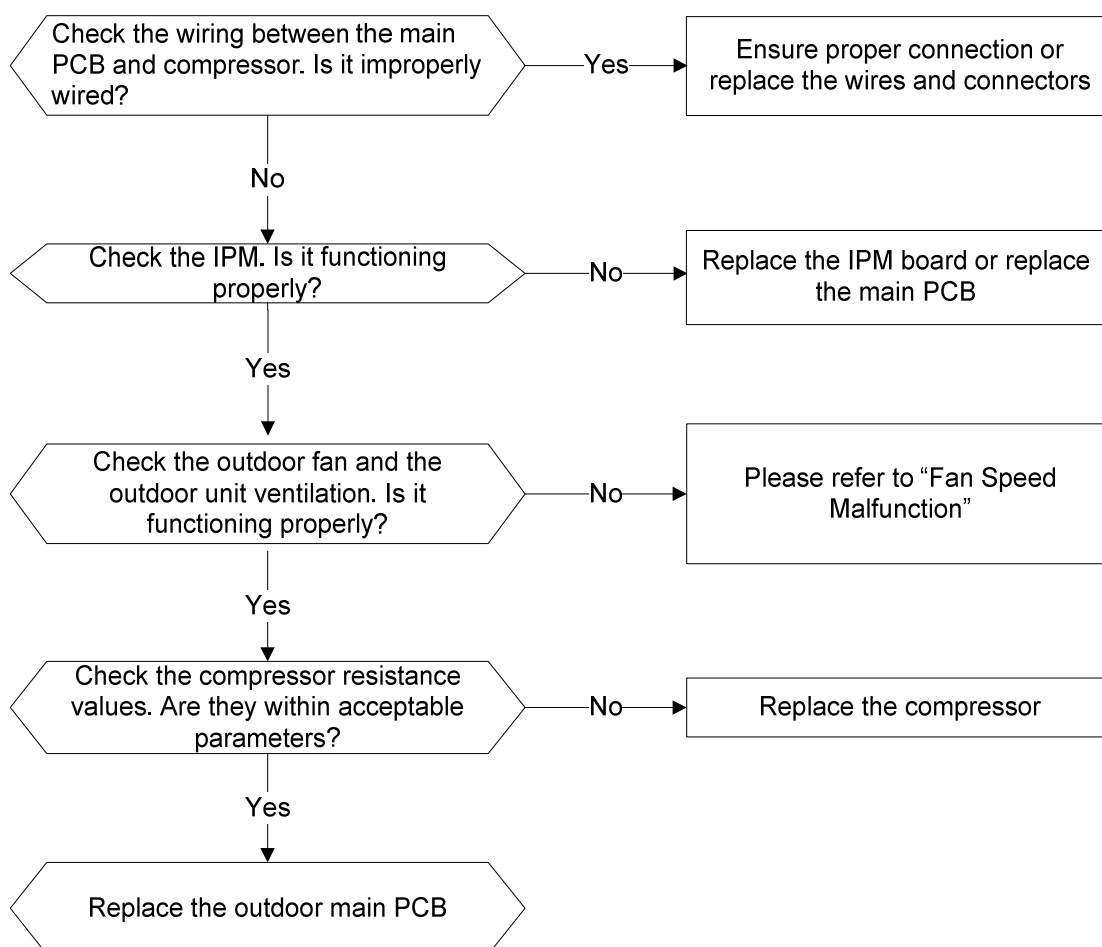 Check the wiring between the main
PCB and compressor. Is it improperly
wired?
Yes
Ensure proper connection or
replace the wires and connectors
No
Check the IPM. Is it functioning
properly?
No
Replace the IPM board or replace
the main PCB
Yes
Check the outdoor fan and the
outdoor unit ventilation. Is it
functioning properly?
No
Please refer to “Fan Speed
Malfunction”
Yes
Check the compressor resistance
values. Are they within acceptable
parameters?
No
Replace the compressor
Yes
Replace the outdoor main PCB